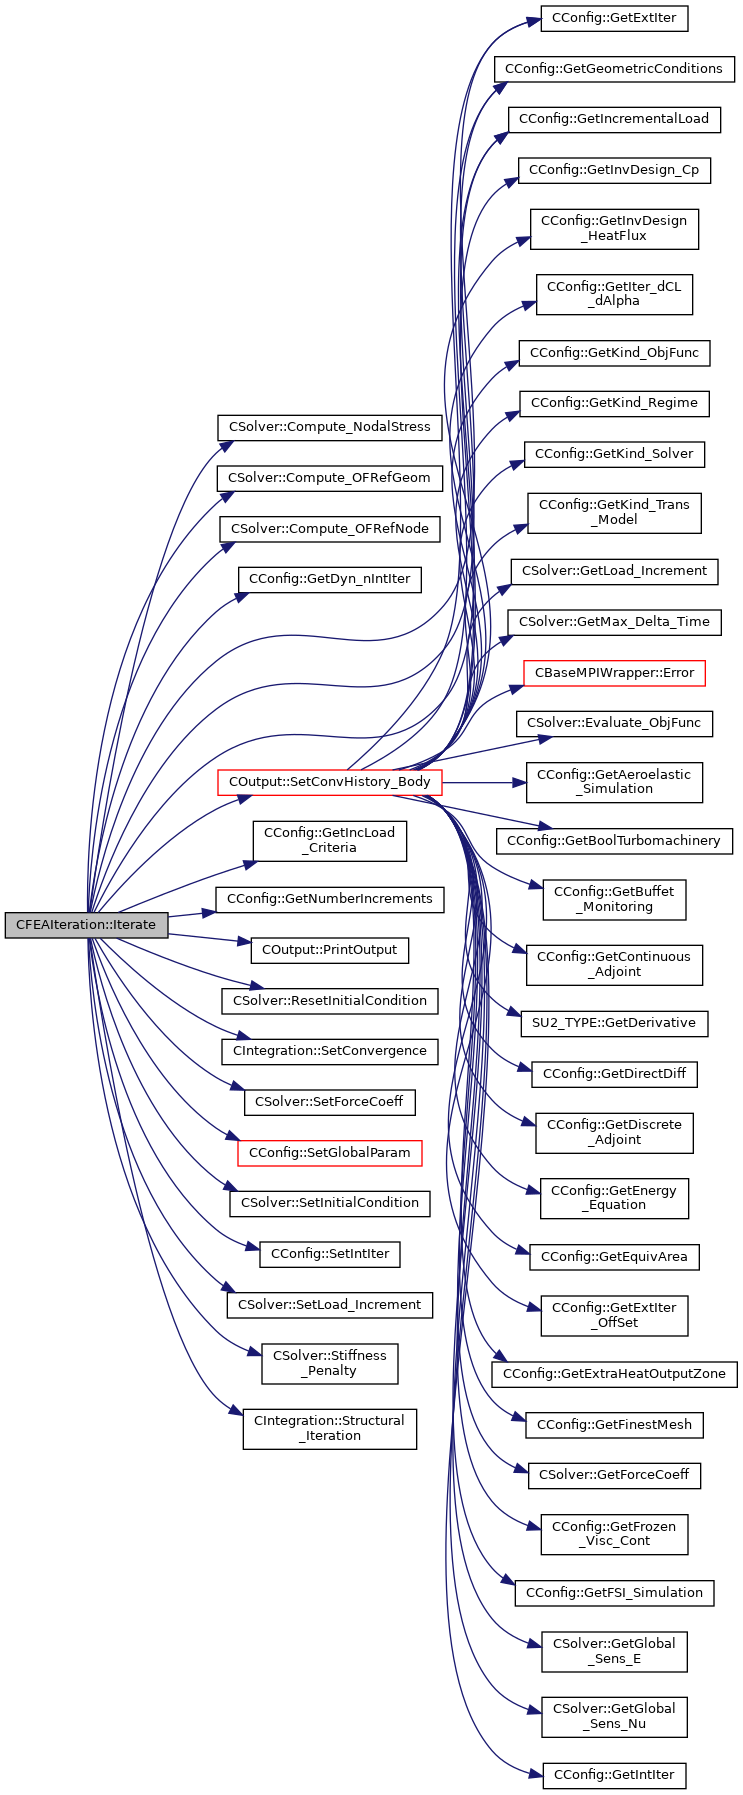 CFEAIteration::Iterate
CSolver::Compute_NodalStress
CSolver::Compute_OFRefGeom
CSolver::Compute_OFRefNode
CConfig::GetDyn_nIntIter
COutput::SetConvHistory_Body
CConfig::GetIncLoad
_Criteria
CConfig::GetNumberIncrements
COutput::PrintOutput
CSolver::ResetInitialCondition
CIntegration::SetConvergence
CSolver::SetForceCoeff
CConfig::SetGlobalParam
CSolver::SetInitialCondition
CConfig::SetIntIter
CSolver::SetLoad_Increment
CSolver::Stiffness
_Penalty
CIntegration::Structural
_Iteration
CConfig::GetExtIter
CConfig::GetGeometricConditions
CConfig::GetIncrementalLoad
CConfig::GetInvDesign_Cp
CConfig::GetInvDesign
_HeatFlux
CConfig::GetIter_dCL
_dAlpha
CConfig::GetKind_ObjFunc
CConfig::GetKind_Regime
CConfig::GetKind_Solver
CConfig::GetKind_Trans
_Model
CSolver::GetLoad_Increment
CSolver::GetMax_Delta_Time
CBaseMPIWrapper::Error
CSolver::Evaluate_ObjFunc
CConfig::GetAeroelastic
_Simulation
CConfig::GetBoolTurbomachinery
CConfig::GetBuffet
_Monitoring
CConfig::GetContinuous
_Adjoint
SU2_TYPE::GetDerivative
CConfig::GetDirectDiff
CConfig::GetDiscrete
_Adjoint
CConfig::GetEnergy
_Equation
CConfig::GetEquivArea
CConfig::GetExtIter
_OffSet
CConfig::GetExtraHeatOutputZone
CConfig::GetFinestMesh
CSolver::GetForceCoeff
CConfig::GetFrozen
_Visc_Cont
CConfig::GetFSI_Simulation
CSolver::GetGlobal
_Sens_E
CSolver::GetGlobal
_Sens_Nu
CConfig::GetIntIter